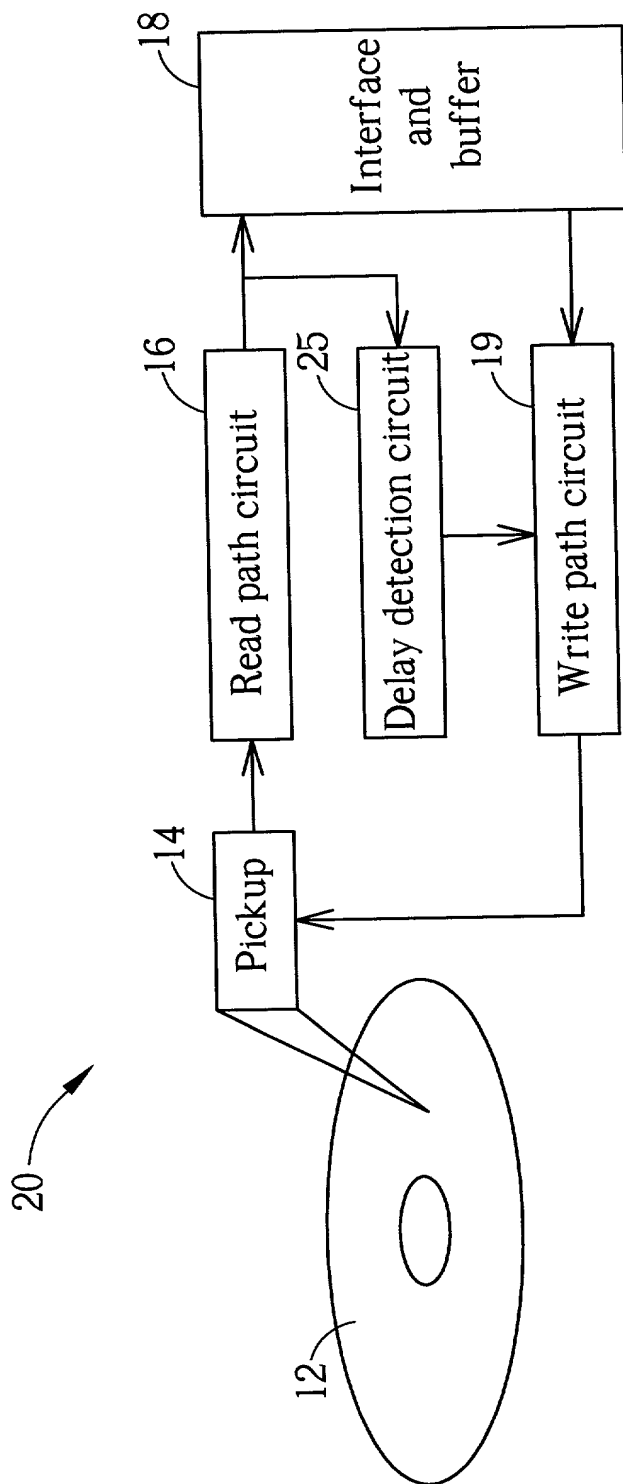 20
12
14
Pickup
16
Read path circuit
25
Delay detection circuit
19
Write path circuit
18
Interface
and
buffer